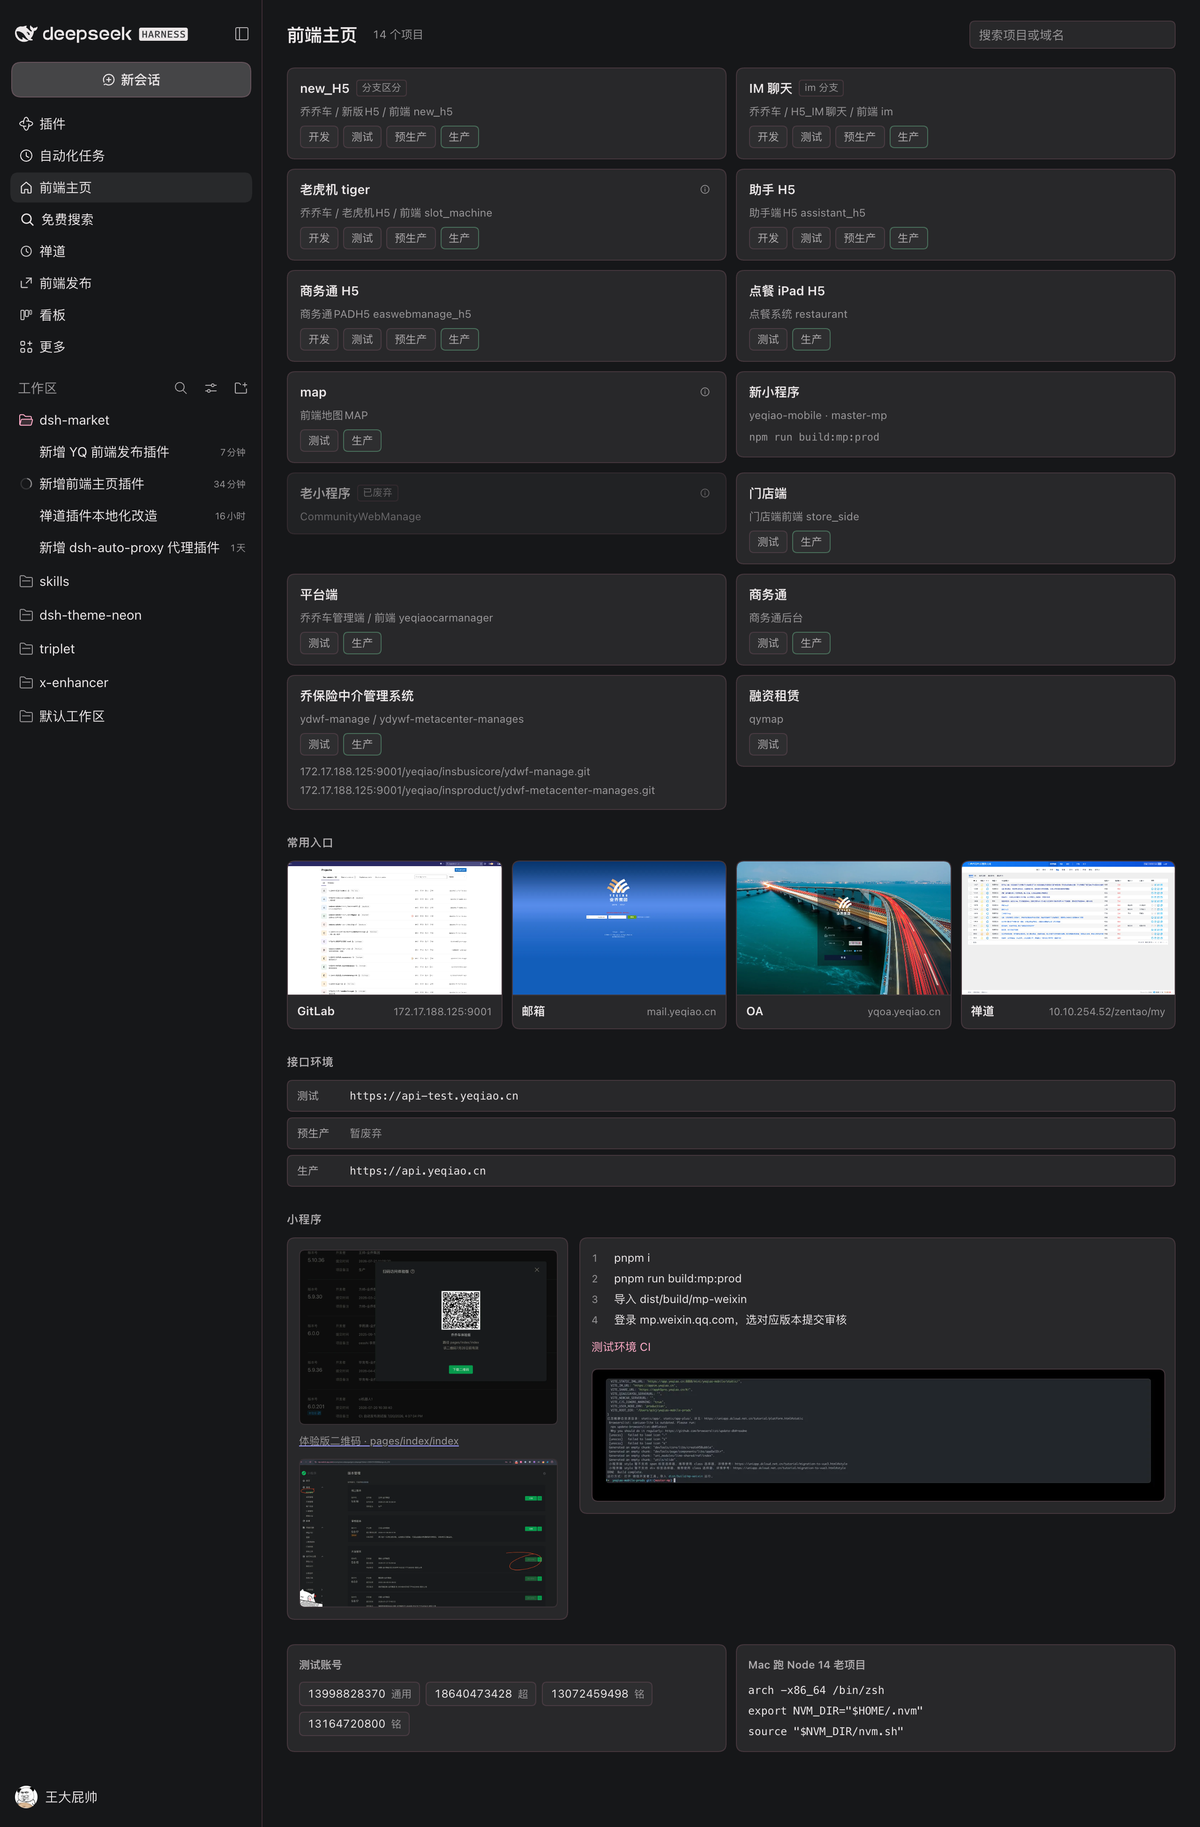 deepseek HARNESS
新会话
插件
自动化任务
前端主页
免费搜索
禅道
前端发布
看板
更多
工作区
dsh-market
新增 YQ 前端发布插件 7分钟
新增前端主页插件 34分钟
禅道插件本地化改造 16小时
新增 dsh-auto-proxy 代理插件 1天
skills
dsh-theme-neon
triplet
x-enhancer
默认工作区
王大屁帅
前端主页 14 个项目
搜索项目或域名
new_H5 分支区分
乔乔车 / 新版H5 / 前端 new_h5
开发 测试 预生产 生产
IM 聊天 im 分支
乔乔车 / H5_IM聊天 / 前端 im
开发 测试 预生产 生产
老虎机 tiger
乔乔车 / 老虎机H5 / 前端 slot_machine
开发 测试 预生产 生产
助手 H5
助手端H5 assistant_h5
开发 测试 预生产 生产
商务通 H5
商务通PADH5 easwebmanage_h5
开发 测试 预生产 生产
点餐 iPad H5
点餐系统 restaurant
测试 生产
map
前端地图MAP
测试 生产
新小程序
yeqiao-mobile · master-mp
npm run build:mp:prod
老小程序 已废弃
CommunityWebManage
门店端
门店端前端 store_side
测试 生产
平台端
乔乔车管理端 / 前端 yeqiaocarmanager
测试 生产
商务通
商务通后台
测试 生产
乔保险中介管理系统
ydwf-manage / ydywf-metacenter-manages
测试 生产
172.17.188.125:9001/yeqiao/insbusicore/ydwf-manage.git
172.17.188.125:9001/yeqiao/insproduct/ydwf-metacenter-manages.git
融资租赁
qymap
测试
常用入口
GitLab 172.17.188.125:9001
邮箱 mail.yeqiao.cn
OA yqoa.yeqiao.cn
禅道 10.10.254.52/zentao/my
接口环境
测试 https://api-test.yeqiao.cn
预生产 暂废弃
生产 https://api.yeqiao.cn
小程序
体验版二维码 · pages/index/index
1 pnpm i
2 pnpm run build:mp:prod
3 导入 dist/build/mp-weixin
4 登录 mp.weixin.qq.com，选对应版本提交审核
测试环境 CI
测试账号
13998828370 通用
18640473428 超
13072459498 铭
13164720800 铭
Mac 跑 Node 14 老项目
arch -x86_64 /bin/zsh
export NVM_DIR="$HOME/.nvm"
source "$NVM_DIR/nvm.sh"